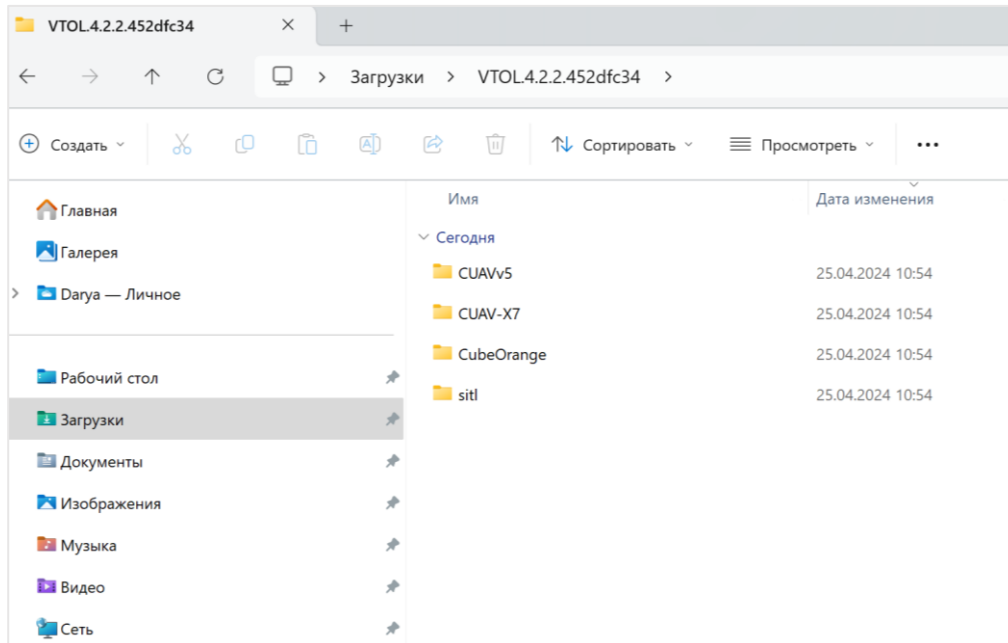 VTOL.4.2.2.452dfc34
Загрузки > VTOL.4.2.2.452dfc34 >
Создать Сортировать Просмотреть
Главная
Галерея
Darya — Личное
Рабочий стол
Загрузки
Документы
Изображения
Музыка
Видео
Сеть
Имя Дата изменения
Сегодня
CUAVv5 25.04.2024 10:54
CUAV-X7 25.04.2024 10:54
CubeOrange 25.04.2024 10:54
sitl 25.04.2024 10:54